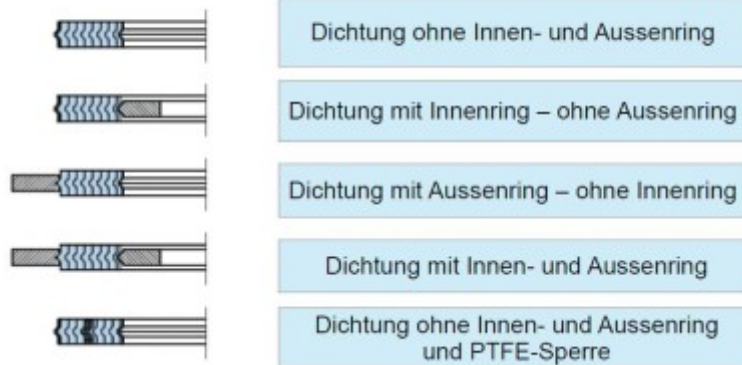 Dichtung ohne Innen- und Aussenring
Dichtung mit Innenring – ohne Aussenring
Dichtung mit Aussenring – ohne Innenring
Dichtung mit Innen- und Aussenring
Dichtung ohne Innen- und Aussenring
und PTFE-Sperre